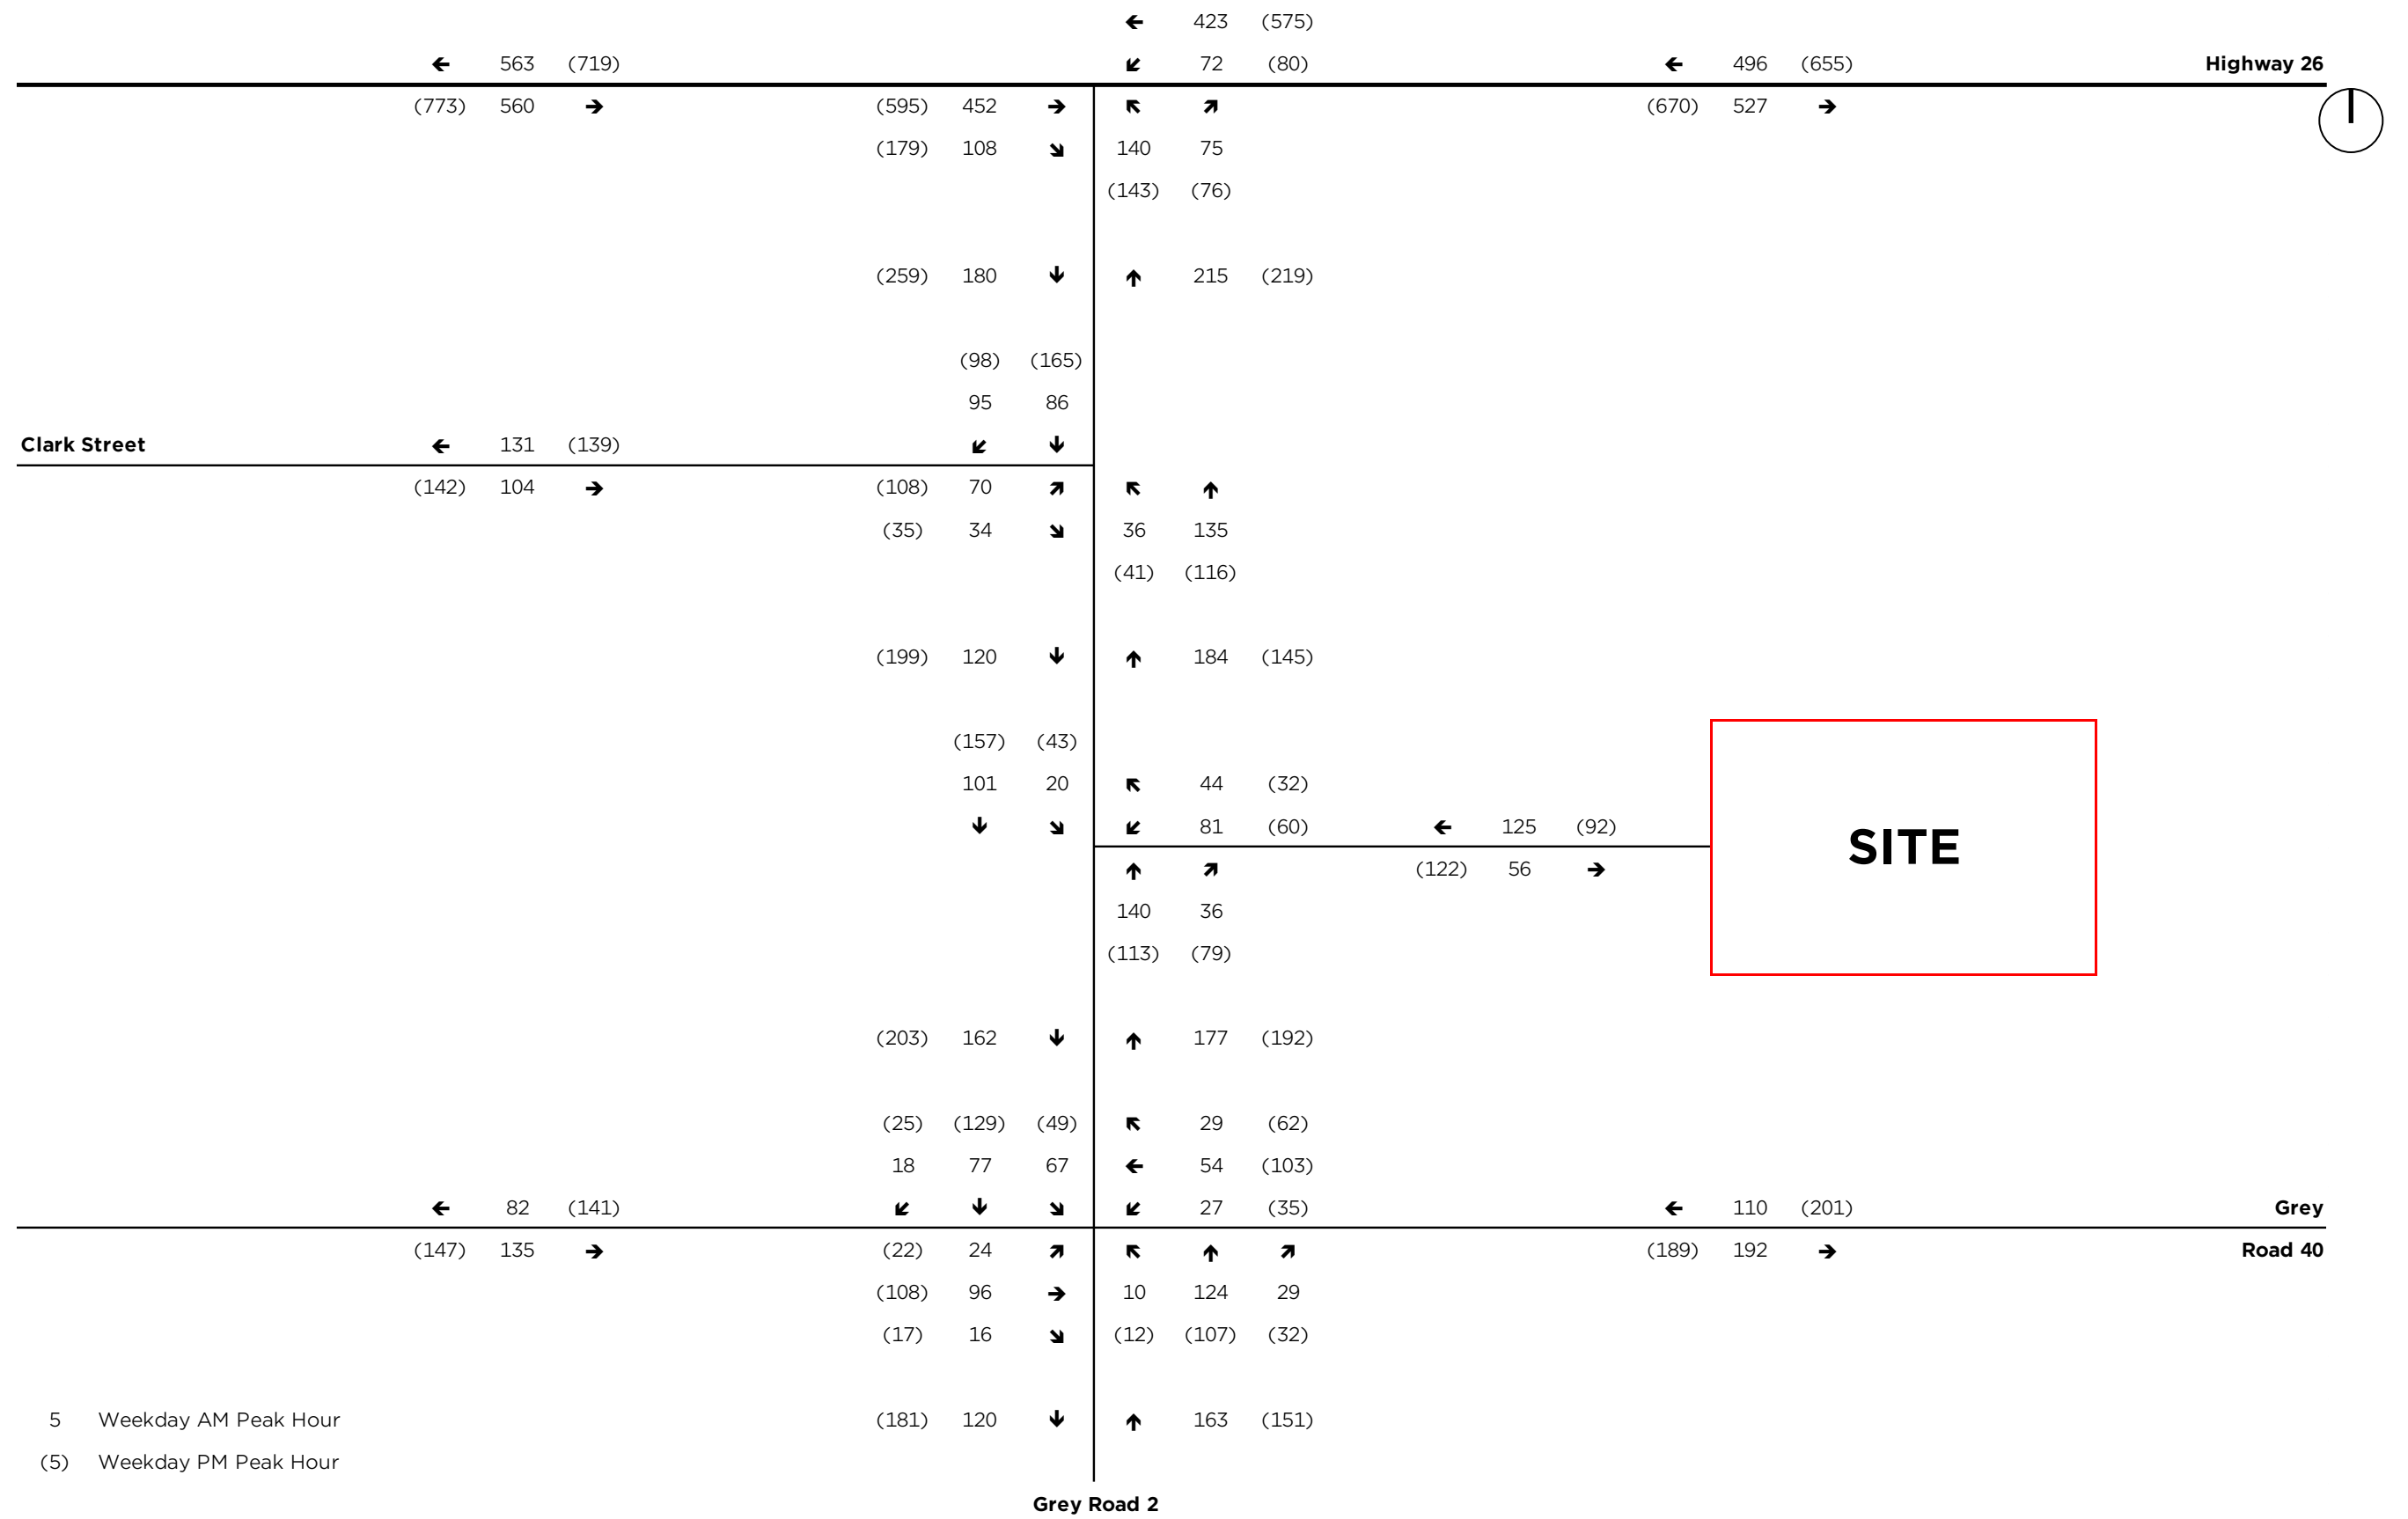 ← 423 (575)
← 563 (719) ↙ 72 (80) ← 496 (655) Highway 26
(773) 560 → (595) 452 → ↖ ↗ (670) 527 →
(179) 108 ↘ 140 75
(143) (76)
(259) 180 ↓ ↑ 215 (219)
(98) (165)
95 86
Clark Street ← 131 (139) ↙ ↓
(142) 104 → (108) 70 ↗ ↖ ↑
(35) 34 ↘ 36 135
(41) (116)
(199) 120 ↓ ↑ 184 (145)
(157) (43)
101 20 ↖ 44 (32)
↓ ↘ ↙ 81 (60) ← 125 (92)
SITE
↑ ↗ (122) 56 →
140 36
(113) (79)
(203) 162 ↓ ↑ 177 (192)
(25) (129) (49) ↖ 29 (62)
18 77 67 ← 54 (103)
← 82 (141) ↙ ↓ ↘ ↙ 27 (35) ← 110 (201) Grey
(147) 135 → (22) 24 ↗ ↖ ↑ ↗ (189) 192 → Road 40
(108) 96 → 10 124 29
(17) 16 ↘ (12) (107) (32)
5 Weekday AM Peak Hour (181) 120 ↓ ↑ 163 (151)
(5) Weekday PM Peak Hour
Grey Road 2